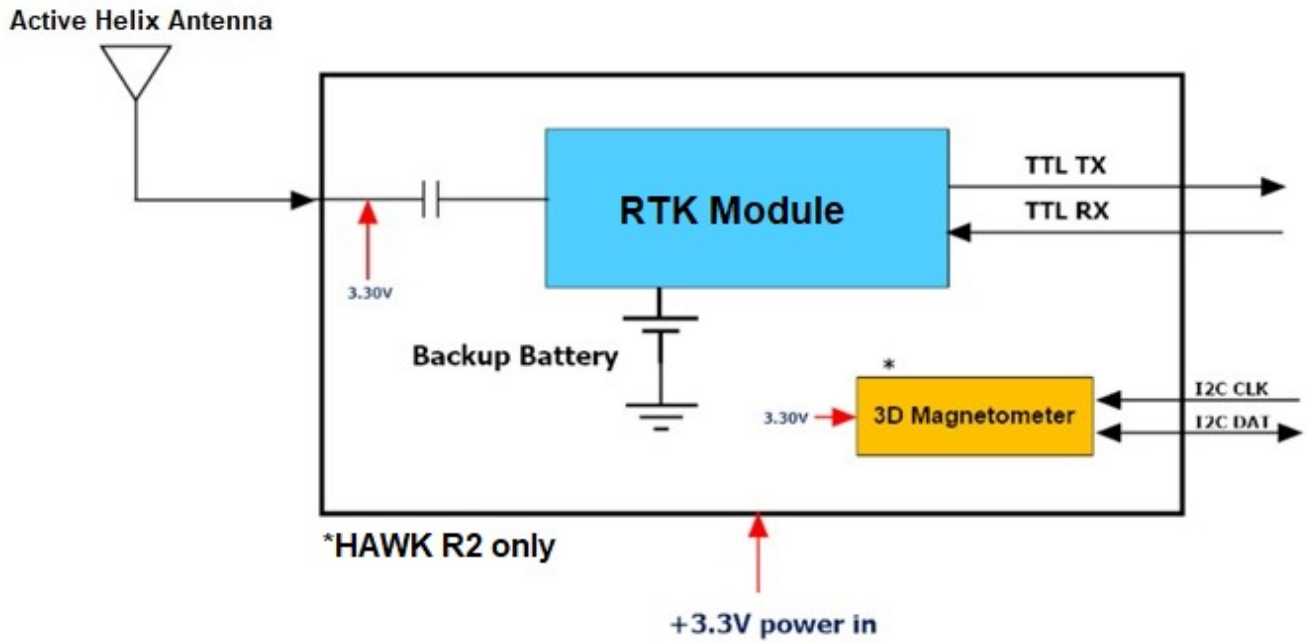 Active Helix Antenna
TTL TX
RTK Module
TTL RX
3.30V
Backup Battery
*
I2C CLK
3.30V
3D Magnetometer
I2C DAT
*HAWK R2 only
+3.3V power in